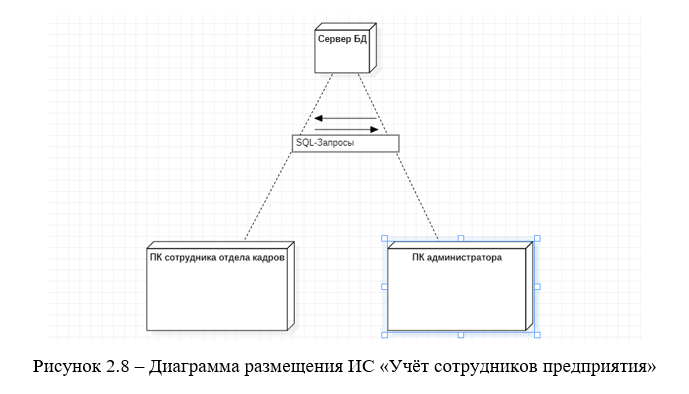 Сервер БД
SQL-Запросы
ПК сотрудника отдела кадров
ПК администратора
Рисунок 2.8 – Диаграмма размещения ИС «Учёт сотрудников предприятия»